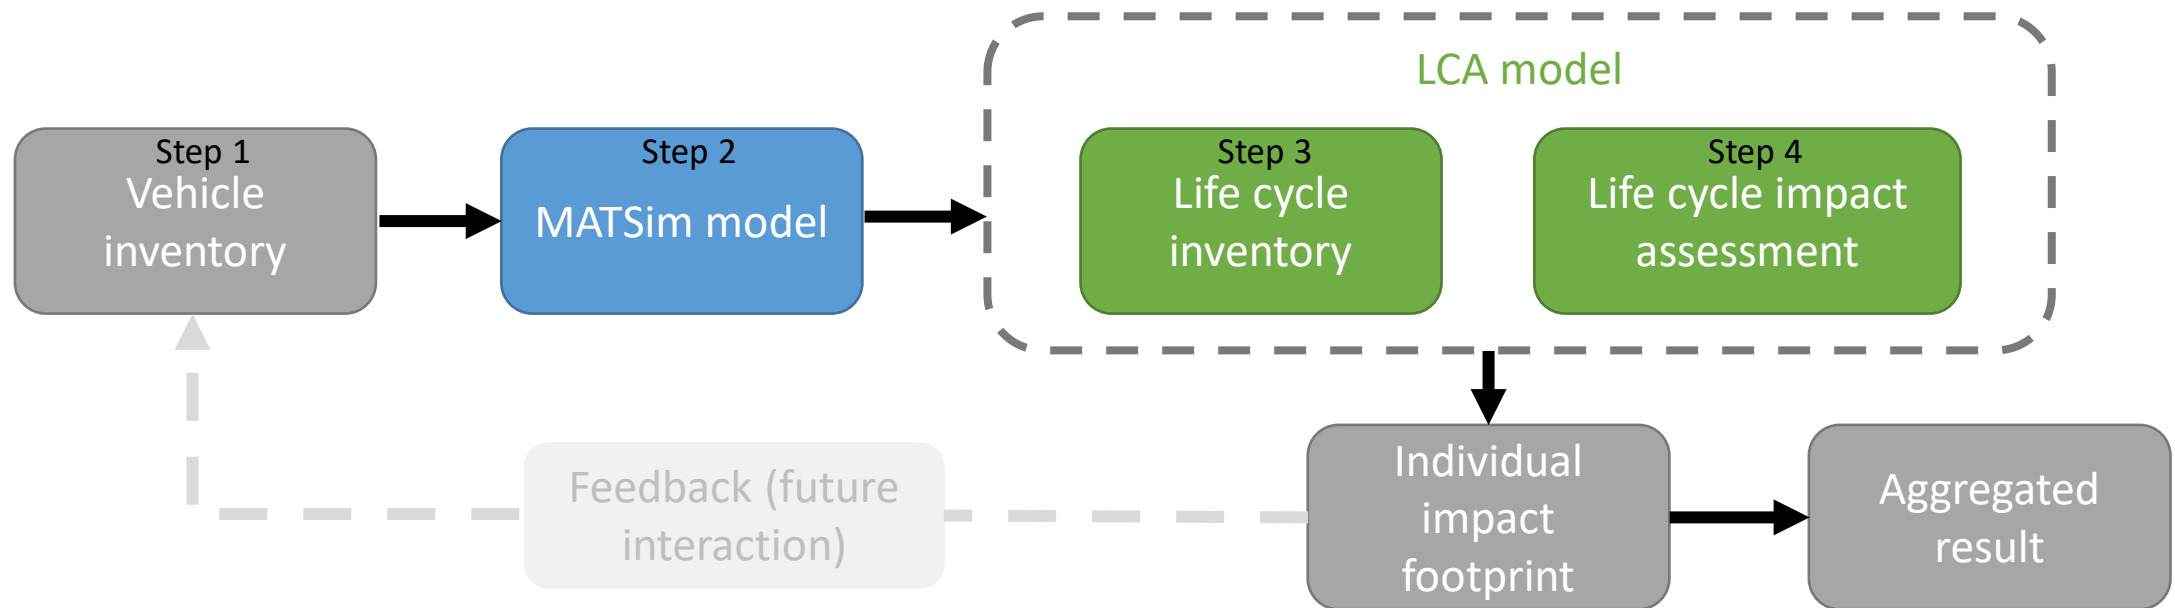 LCA model
Step 1
Vehicle
inventory
Step 2
MATSim model
Step 3
Life cycle
inventory
Step 4
Life cycle impact
assessment
Feedback (future
interaction)
Individual
impact
footprint
Aggregated
result